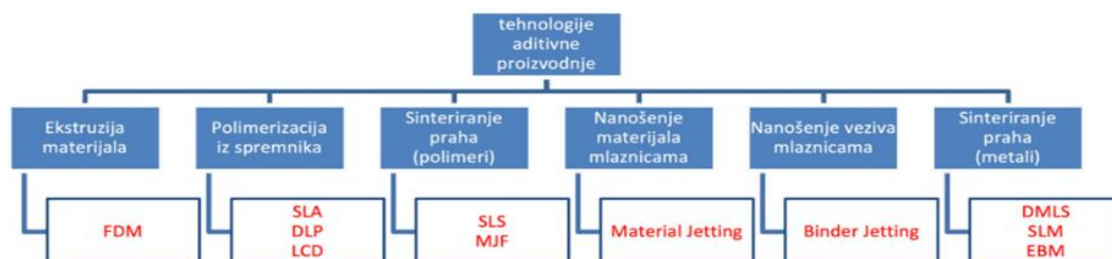 tehnologije
aditivne
proizvodnje
Ekstruzija
materijala
Polimerizacija
iz spremnika
Sinteriranje
praha
(polimeri)
Nanošenje
materijala
mlaznicama
Nanošenje veziva
mlaznicama
Sinteriranje
praha
(metali)
FDM
SLA
DLP
LCD
SLS
MJF
Material Jetting
Binder Jetting
DMLS
SLM
EBM